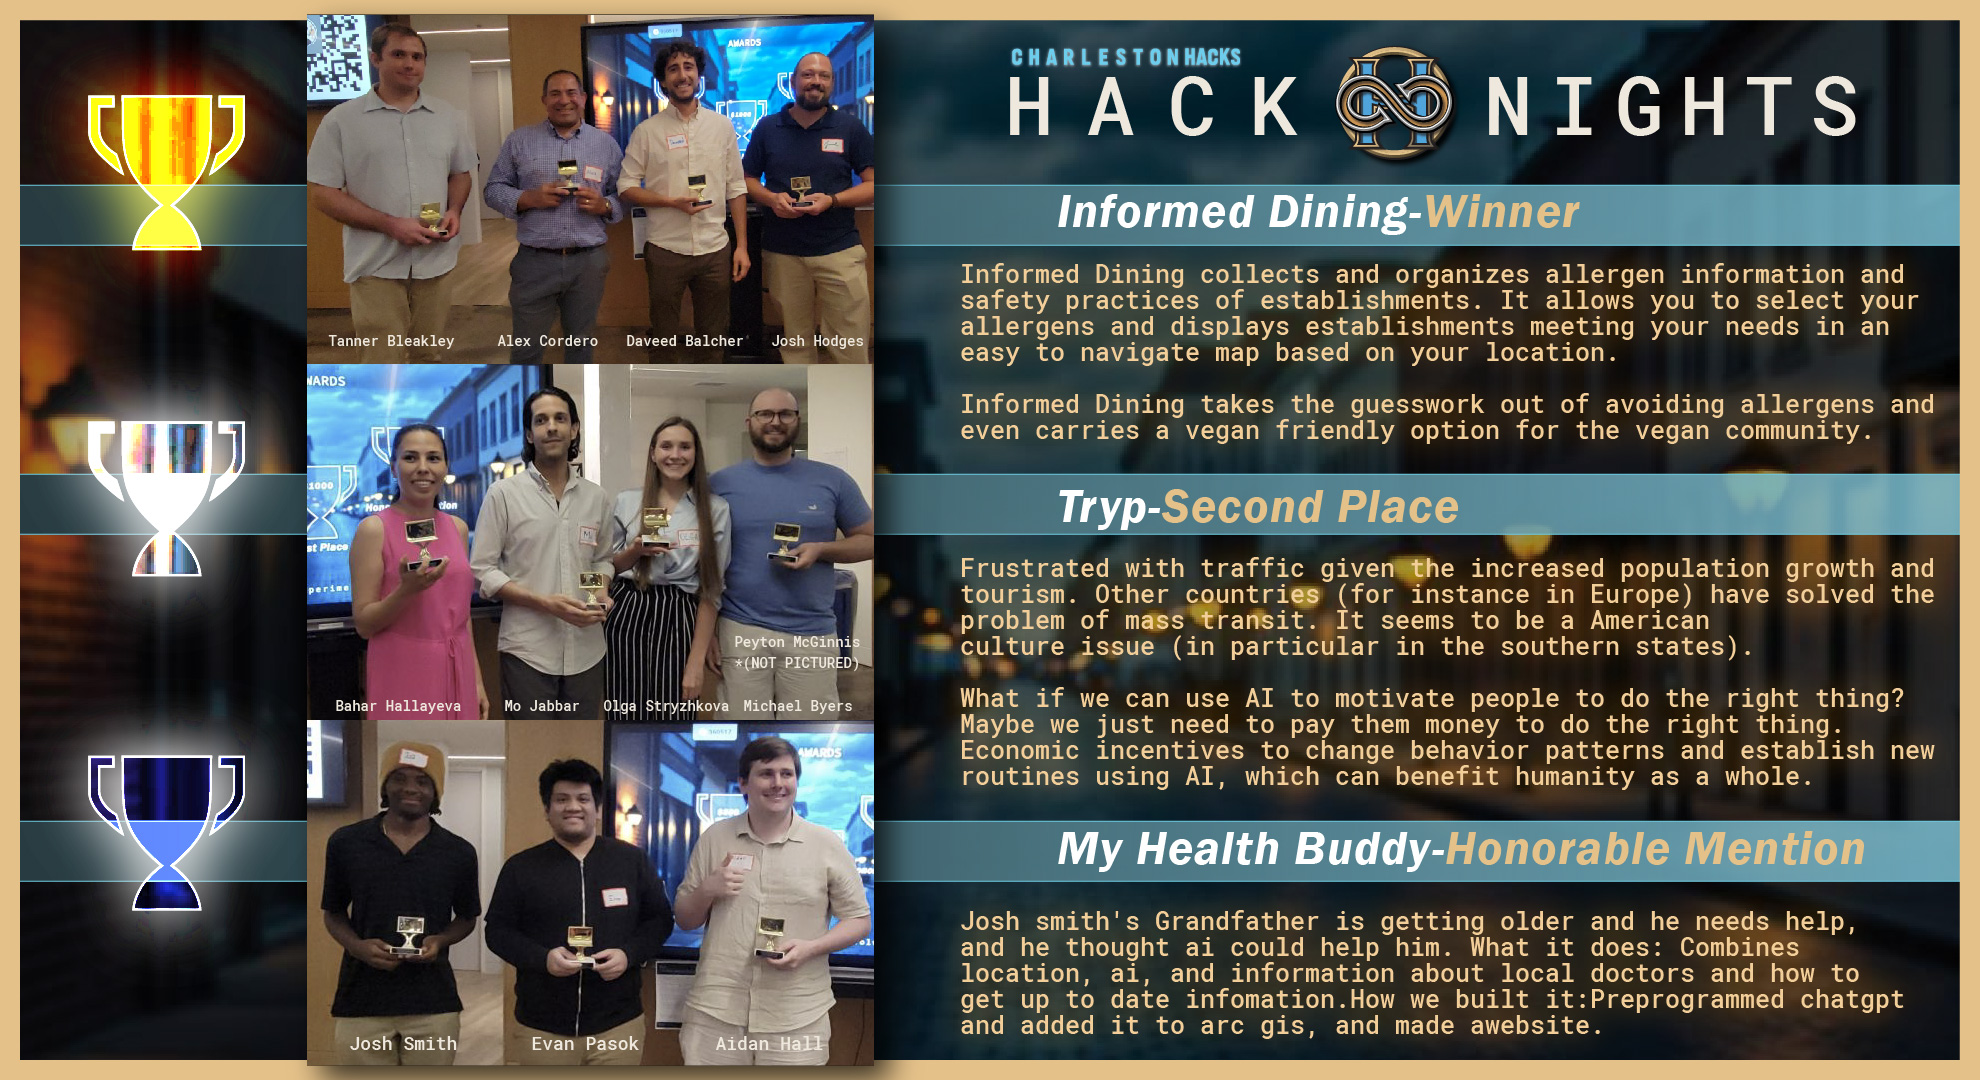 CHARLESTONHACKS
HACK NIGHTS
AWARDS
$1000
Tanner Bleakley Alex Cordero Daveed Balcher Josh Hodges
Informed Dining-Winner
Informed Dining collects and organizes allergen information and
safety practices of establishments. It allows you to select your
allergens and displays establishments meeting your needs in an
easy to navigate map based on your location.
Informed Dining takes the guesswork out of avoiding allergens and
even carries a vegan friendly option for the vegan community.
WARDS
1000
st Place
perime
Peyton McGinnis
*(NOT PICTURED)
Bahar Hallayeva Mo Jabbar Olga Stryzhkova Michael Byers
Tryp-Second Place
Frustrated with traffic given the increased population growth and
tourism. Other countries (for instance in Europe) have solved the
problem of mass transit. It seems to be a American
culture issue (in particular in the southern states).
What if we can use AI to motivate people to do the right thing?
Maybe we just need to pay them money to do the right thing.
Economic incentives to change behavior patterns and establish new
routines using AI, which can benefit humanity as a whole.
AWARDS
Josh Smith Evan Pasok Aidan Hall
My Health Buddy-Honorable Mention
Josh smith's Grandfather is getting older and he needs help,
and he thought ai could help him. What it does: Combines
location, ai, and information about local doctors and how to
get up to date infomation.How we built it:Preprogrammed chatgpt
and added it to arc gis, and made awebsite.